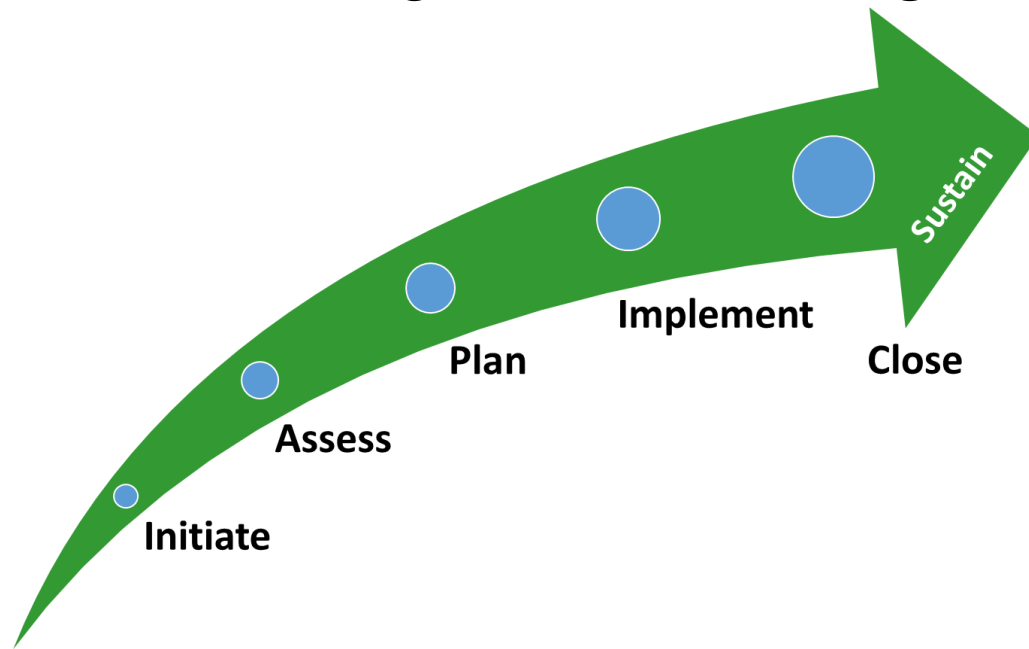 Initiate
Assess
Plan
Implement
Close
Sustain